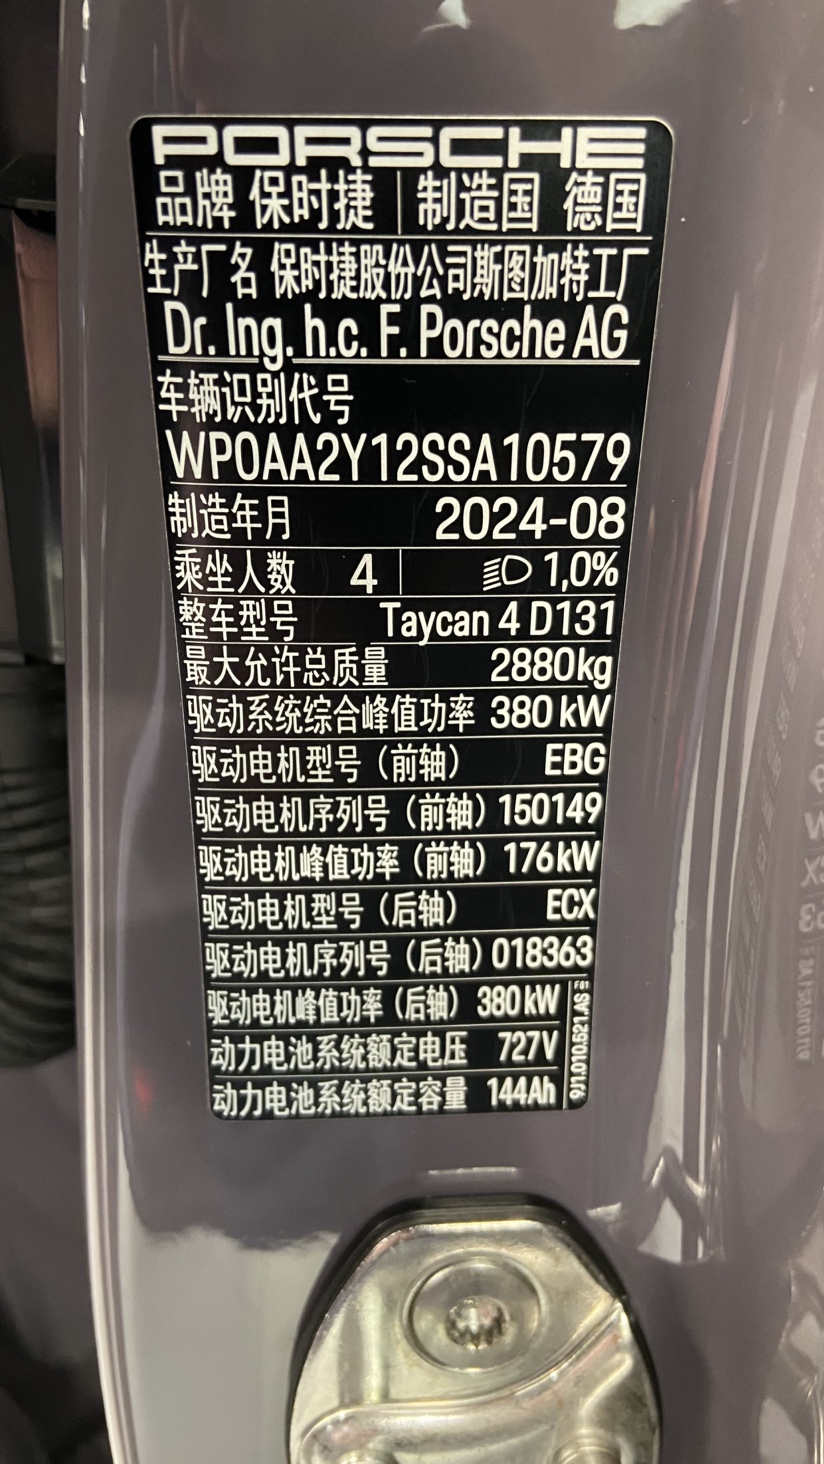 PORSCHE
品牌 保时捷 制造国 德国
生产厂名 保时捷股份公司斯图加特工厂
Dr. Ing. h.c. F. Porsche AG
车辆识别代号
WP0AA2Y12SSA10579
制造年月 2024-08
乘坐人数 4 1,0%
整车型号 Taycan 4 D131
最大允许总质量 2880kg
驱动系统综合峰值功率 380 kW
驱动电机型号（前轴） EBG
驱动电机序列号（前轴） 150149
驱动电机峰值功率（前轴） 176kW
驱动电机型号（后轴） ECX
驱动电机序列号（后轴） 018363
驱动电机峰值功率（后轴） 380kW
动力电池系统额定电压 727V
动力电池系统额定容量 144Ah
9J1.010.521.AS F01